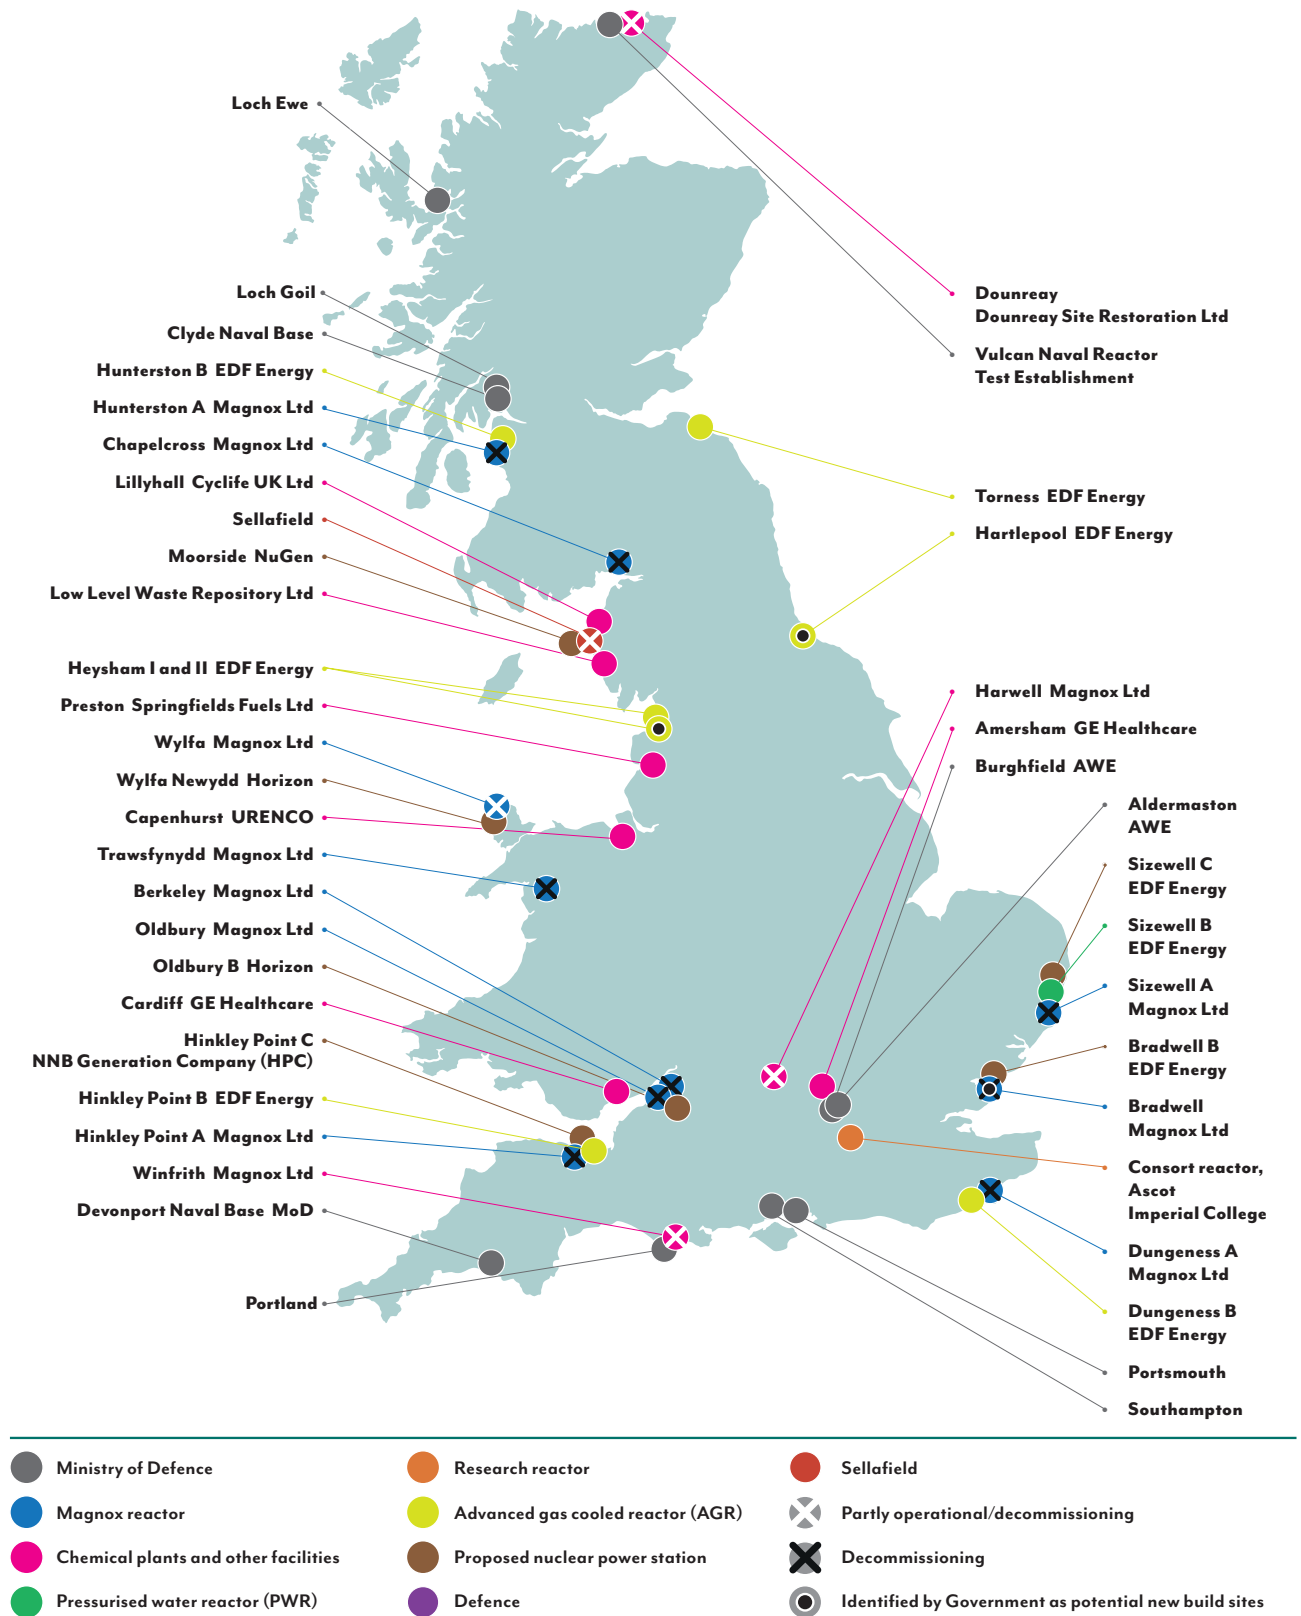 Loch Ewe
Loch Goil
Clyde Naval Base
Hunterston B EDF Energy
Hunterston A Magnox Ltd
Chapelcross Magnox Ltd
Lillyhall Cyclife UK Ltd
Sellafield
Moorside NuGen
Low Level Waste Repository Ltd
Heysham I and II EDF Energy
Preston Springfields Fuels Ltd
Wylfa Magnox Ltd
Wylfa Newydd Horizon
Capenhurst URENCO
Trawsfynydd Magnox Ltd
Berkeley Magnox Ltd
Oldbury Magnox Ltd
Oldbury B Horizon
Cardiff GE Healthcare
Hinkley Point C
NNB Generation Company (HPC)
Hinkley Point B EDF Energy
Hinkley Point A Magnox Ltd
Winfrith Magnox Ltd
Devonport Naval Base MoD
Portland
Dounreay
Dounreay Site Restoration Ltd
Vulcan Naval Reactor
Test Establishment
Torness EDF Energy
Hartlepool EDF Energy
Harwell Magnox Ltd
Amersham GE Healthcare
Burghfield AWE
Aldermaston
AWE
Sizewell C
EDF Energy
Sizewell B
EDF Energy
Sizewell A
Magnox Ltd
Bradwell B
EDF Energy
Bradwell
Magnox Ltd
Consort reactor,
Ascot
Imperial College
Dungeness A
Magnox Ltd
Dungeness B
EDF Energy
Portsmouth
Southampton
Ministry of Defence
Magnox reactor
Chemical plants and other facilities
Pressurised water reactor (PWR)
Research reactor
Advanced gas cooled reactor (AGR)
Proposed nuclear power station
Defence
Sellafield
Partly operational/decommissioning
Decommissioning
Identified by Government as potential new build sites